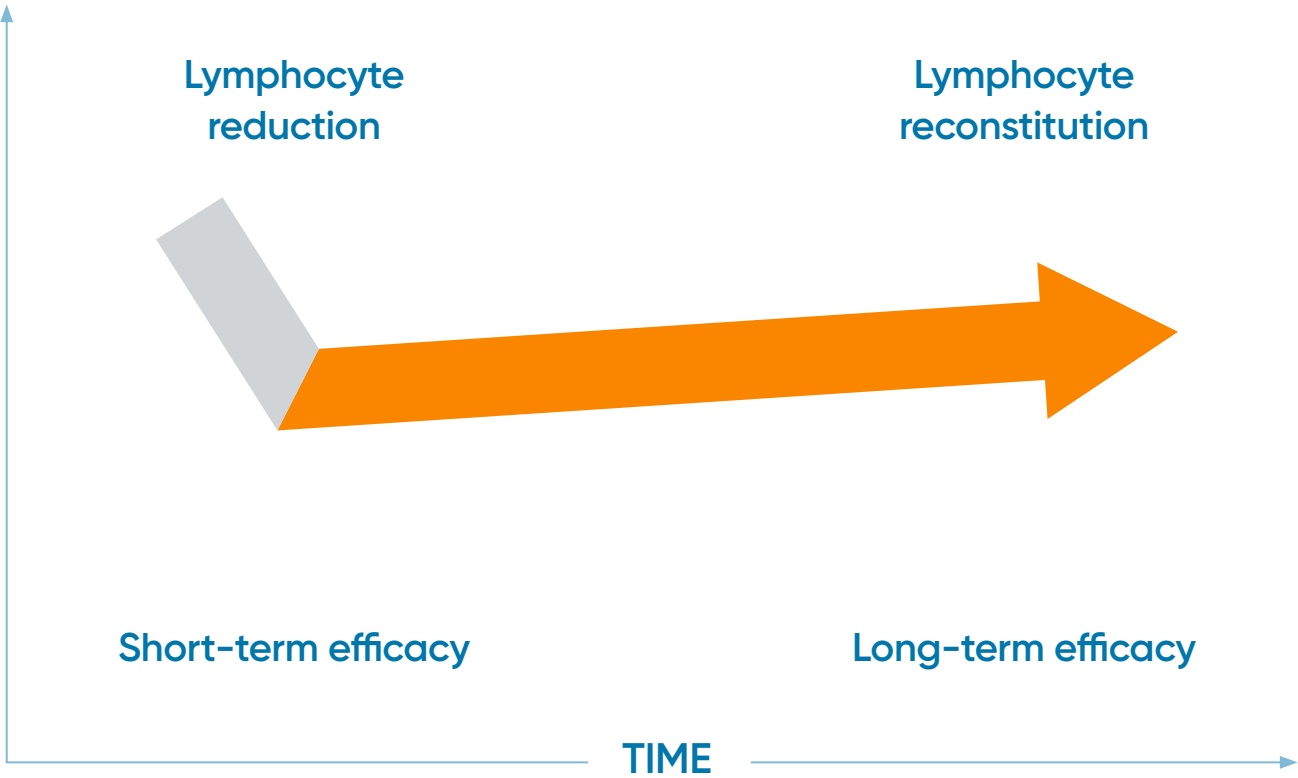 Lymphocyte
reduction
Lymphocyte
reconstitution
Short-term efficacy
Long-term efficacy
TIME